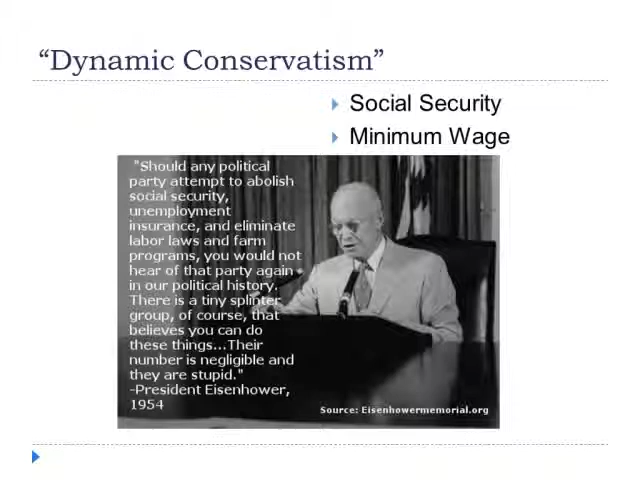 “Dynamic Conservatism”
Social Security
Minimum Wage
"Should any political
party attempt to abolish
social security,
unemployment
insurance, and eliminate
labor laws and farm
programs, you would not
hear of that party again
in our political history.
There is a tiny splinter
group, of course, that
believes you can do
these things...Their
number is negligible and
they are stupid."
-President Eisenhower,
1954
Source: Eisenhowermemorial.org